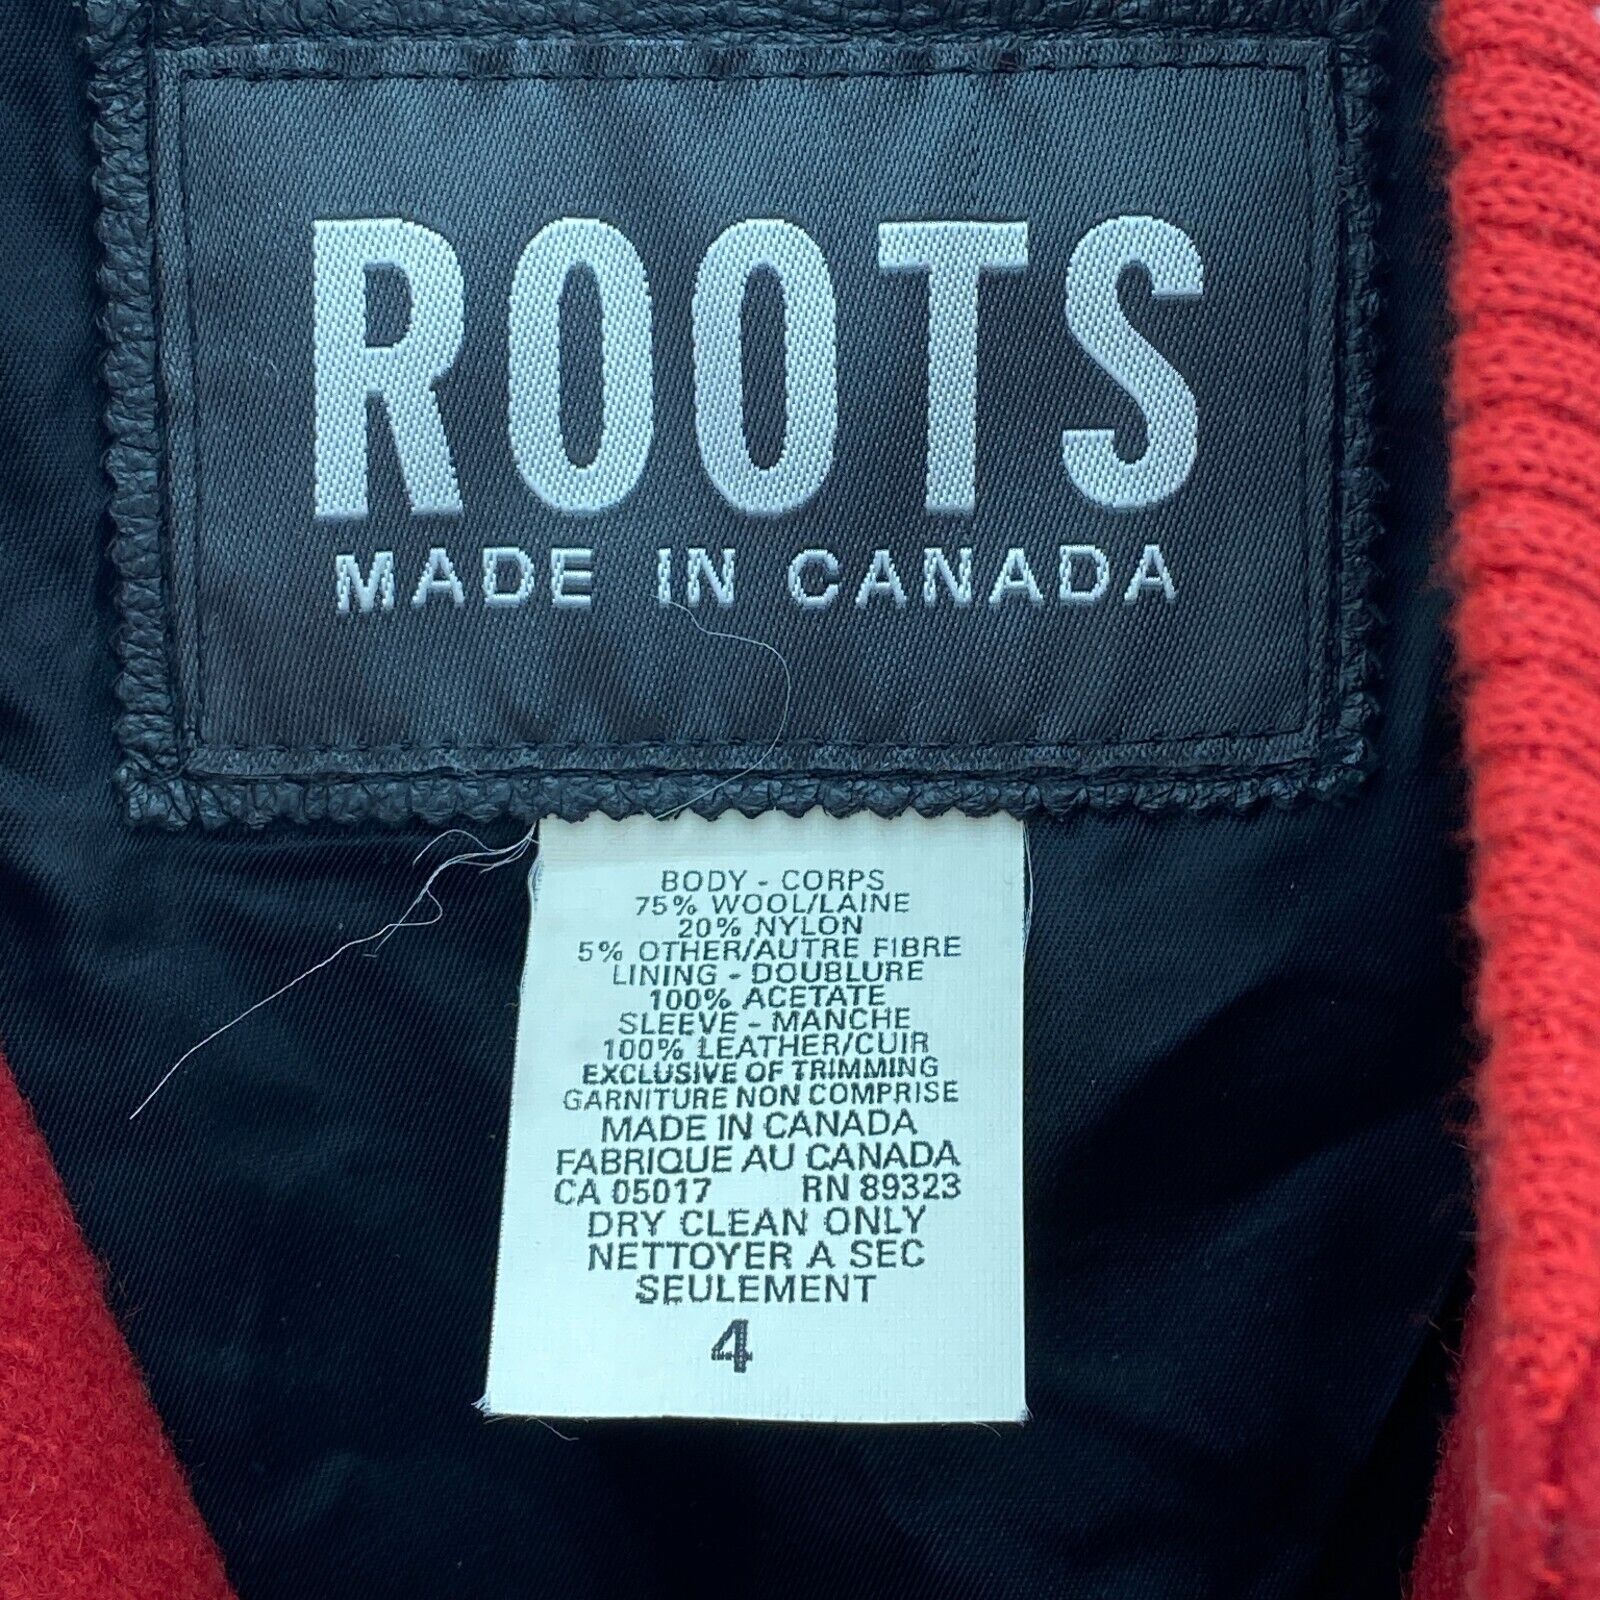 ROOTS
MADE IN CANADA
BODY - CORPS
75% WOOL/LAINE
20% NYLON
5% OTHER/AUTRE FIBRE
LINING - DOUBLURE
100% ACETATE
SLEEVE - MANCHE
100% LEATHER/CUIR
EXCLUSIVE OF TRIMMING
GARNITURE NON COMPRISE
MADE IN CANADA
FABRIQUE AU CANADA
CA 05017 RN 89323
DRY CLEAN ONLY
NETTOYER A SEC
SEULEMENT
4